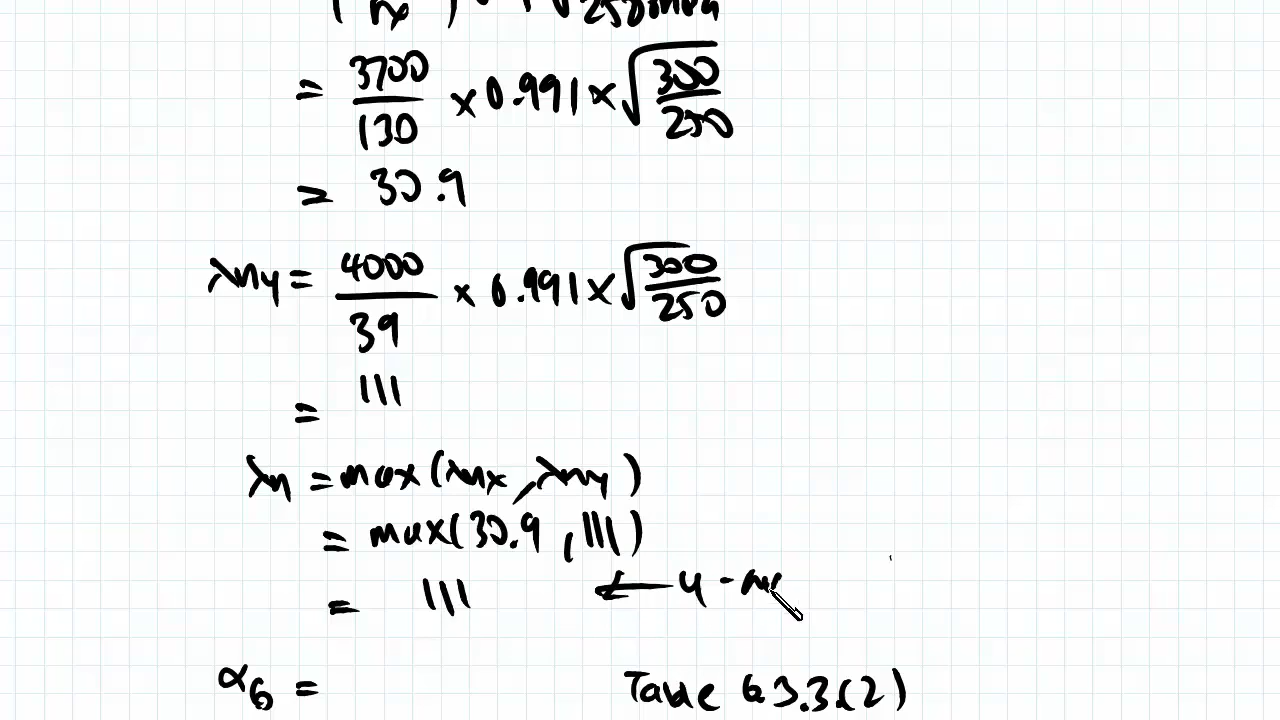 = 3700/130 × 0.991 × √300/250
= 30.9
λny = 4000/39 × 0.991 × √300/250
= 111
λn = max(λnx, λny)
= max(30.9, 111)
= 111 ← y -
α6 = Table 6.3.3.(2)